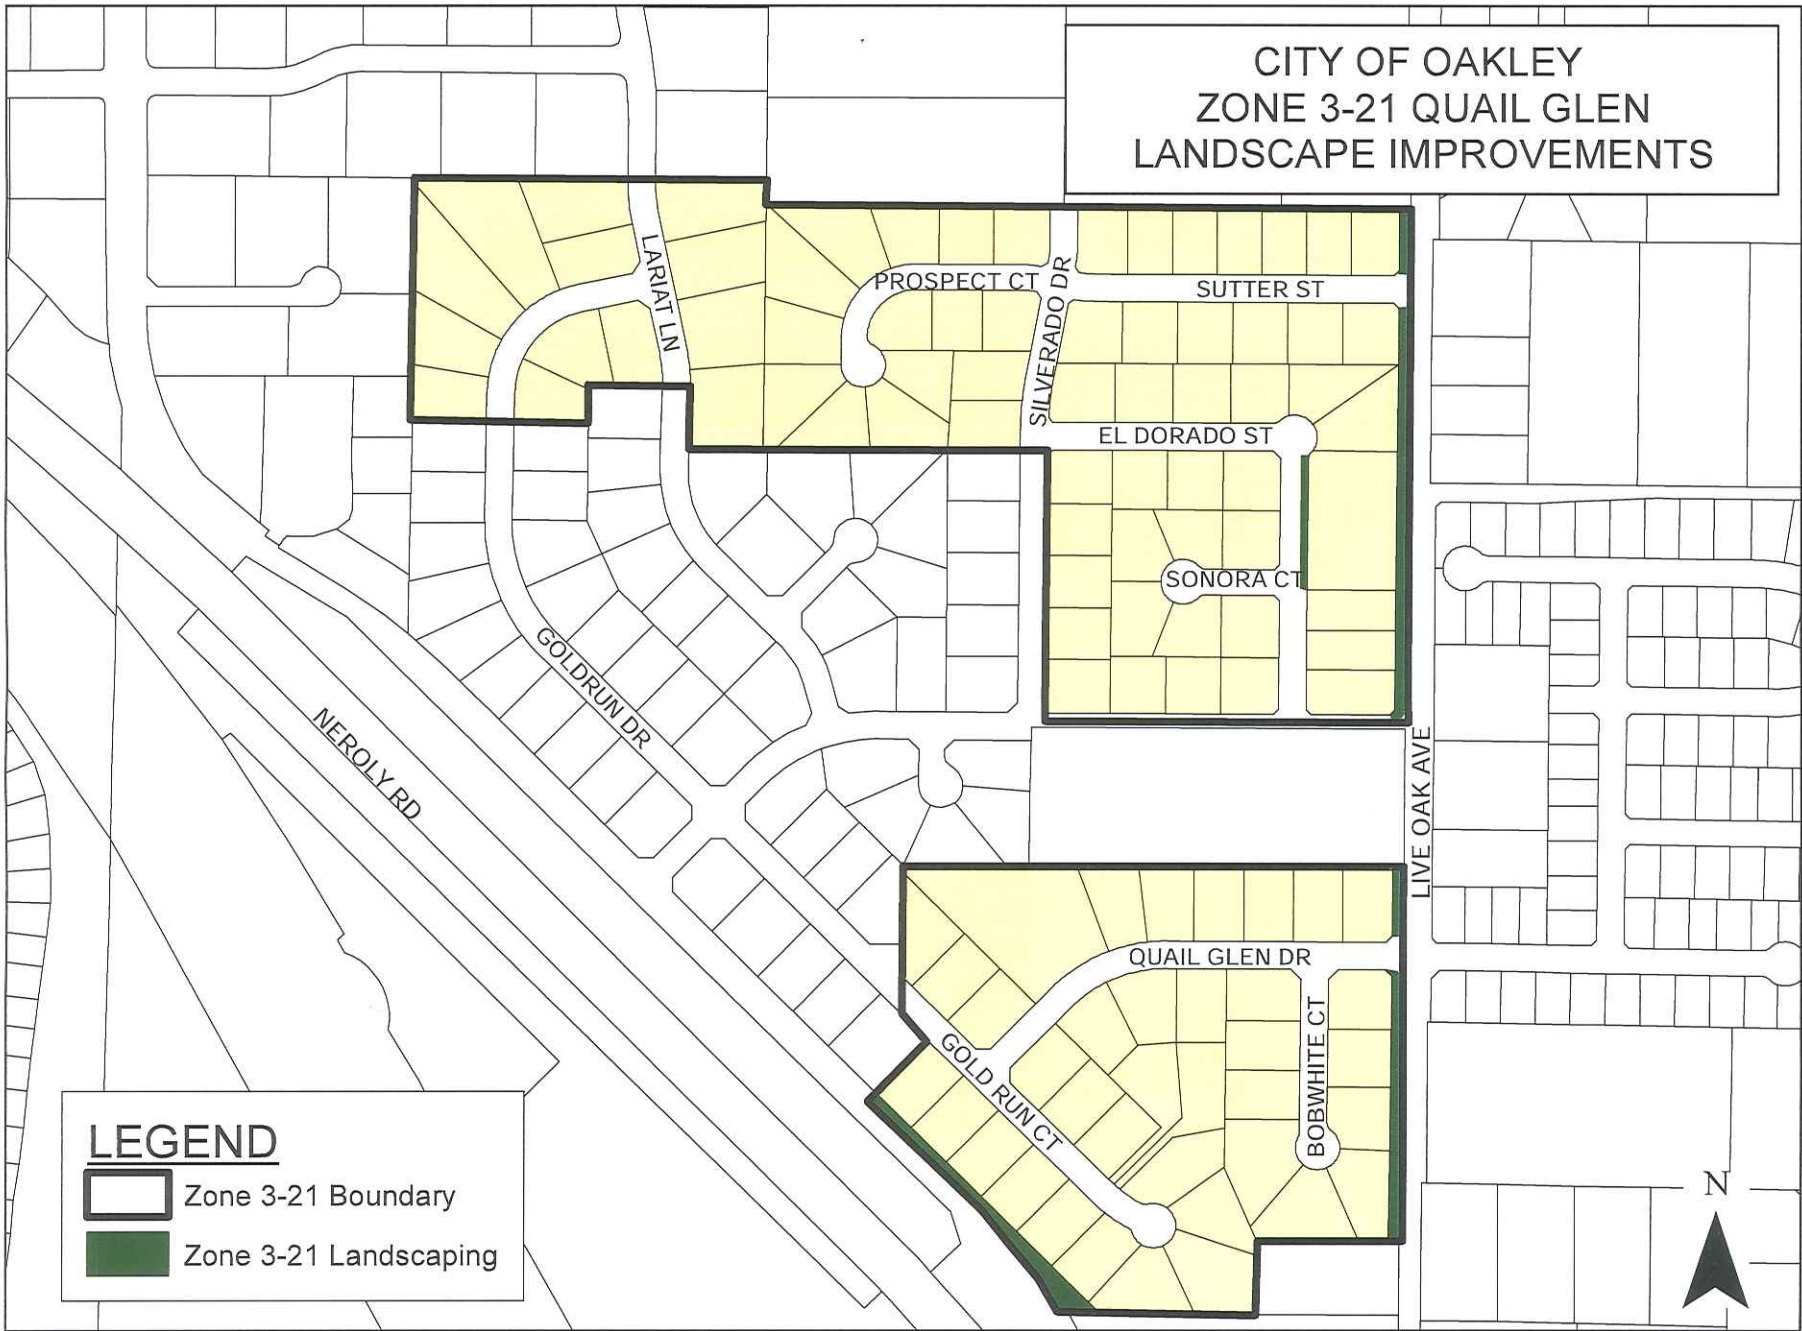 CITY OF OAKLEY
ZONE 3-21 QUAIL GLEN
LANDSCAPE IMPROVEMENTS
LARIAT LN
PROSPECT CT
SILVERADO DR
SUTTER ST
EL DORADO ST
SONORA CT
GOLDRUN DR
NEROLY RD
LIVE OAK AVE
QUAIL GLEN DR
BOBWHITE CT
GOLD RUN CT
LEGEND
Zone 3-21 Boundary
Zone 3-21 Landscaping
N